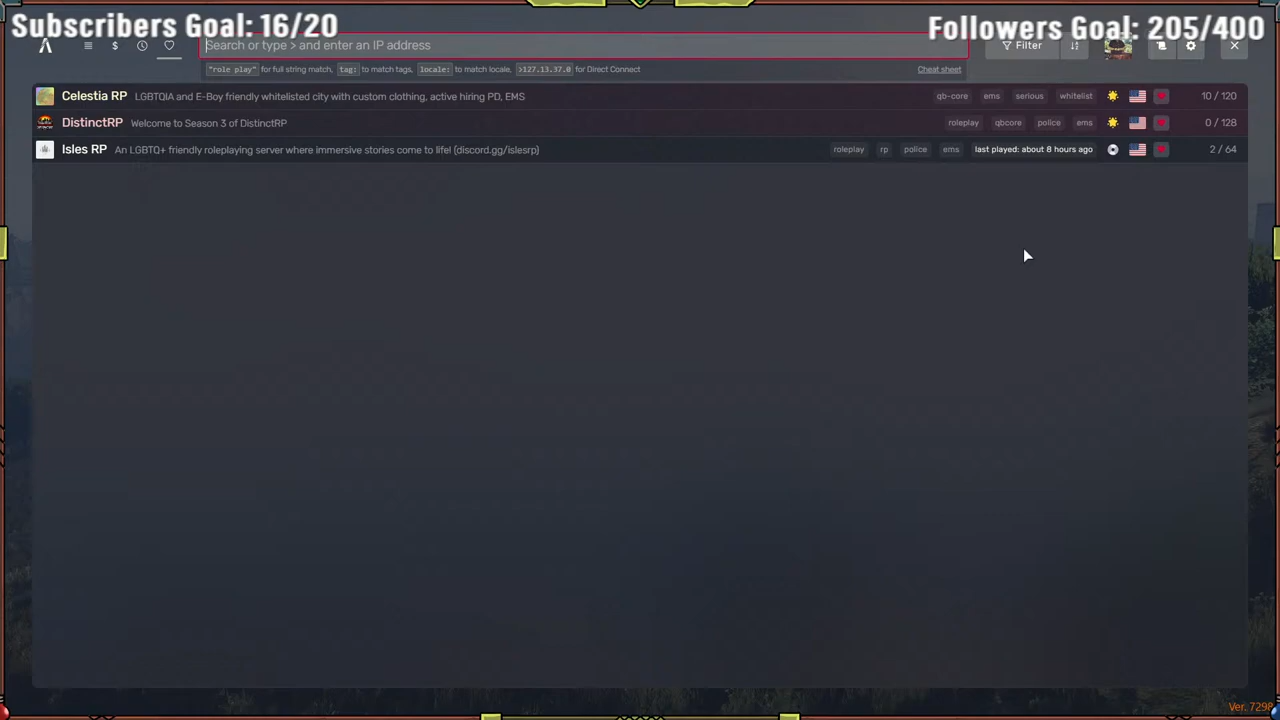 Subscribers Goal: 16/20
Followers Goal: 205/400
Search or type > and enter an IP address
Filter
"role play" for full string match, tag: to match tags, locale: to match locale, >127.13.37.0 for Direct Connect
Cheat sheet
Celestia RP LGBTQIA and E-Boy friendly whitelisted city with custom clothing, active hiring PD, EMS qb-core ems serious whitelist 10 / 120
DistinctRP Welcome to Season 3 of DistinctRP roleplay qbcore police ems 0 / 128
Isles RP An LGBTQ+ friendly roleplaying server where immersive stories come to life! (discord.gg/islesrp) roleplay rp police ems last played: about 8 hours ago 2 / 64
Ver. 7298